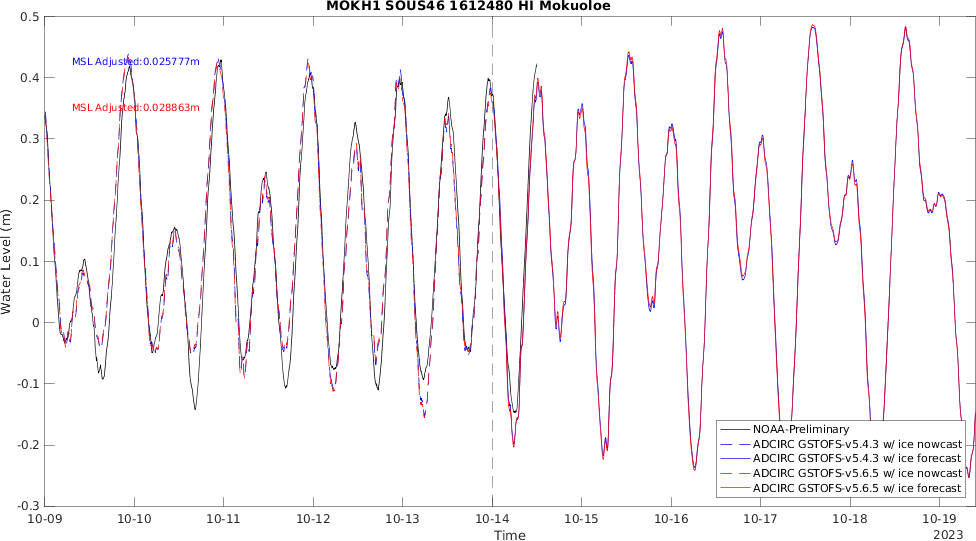 MOKH1 SOUS46 1612480 HI Mokuoloe
0.5
0.4
0.3
0.2
0.1
0
-0.1
-0.2
-0.3
Water Level (m)
MSL Adjusted:0.025777m
MSL Adjusted:0.028863m
NOAA-Preliminary
ADCIRC GSTOFS-v5.4.3 w/ ice nowcast
ADCIRC GSTOFS-v5.4.3 w/ ice forecast
ADCIRC GSTOFS-v5.6.5 w/ ice nowcast
ADCIRC GSTOFS-v5.6.5 w/ ice forecast
10-09 10-10 10-11 10-12 10-13 10-14 10-15 10-16 10-17 10-18 10-19
Time
2023